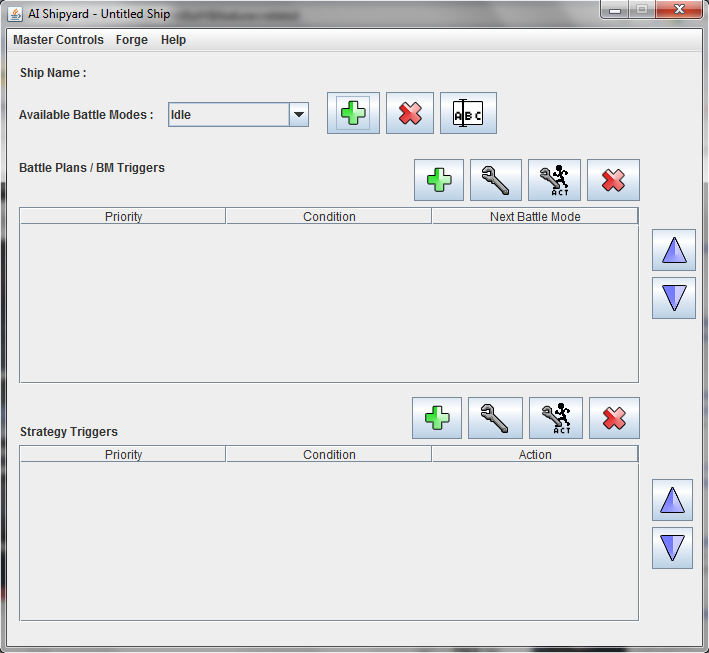 AI Shipyard - Untitled Ship
Master Controls Forge Help
Ship Name :
Available Battle Modes : Idle
ABC
Battle Plans / BM Triggers
ACT
Priority Condition Next Battle Mode
ACT
Strategy Triggers
Priority Condition Action